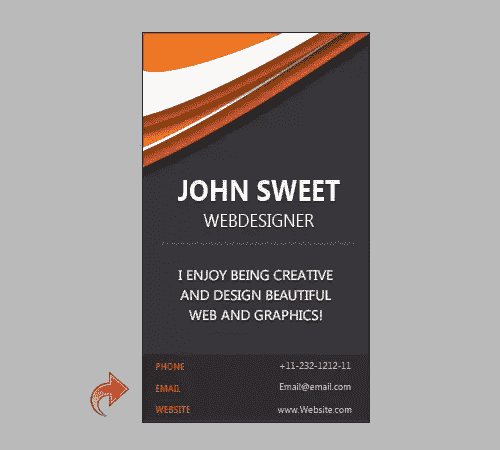 JOHN SWEET
WEBDESIGNER
I ENJOY BEING CREATIVE
AND DESIGN BEAUTIFUL
WEB AND GRAPHICS!
PHONE +11-232-1212-11
EMAIL Email@email.com
WEBSITE www.Website.com